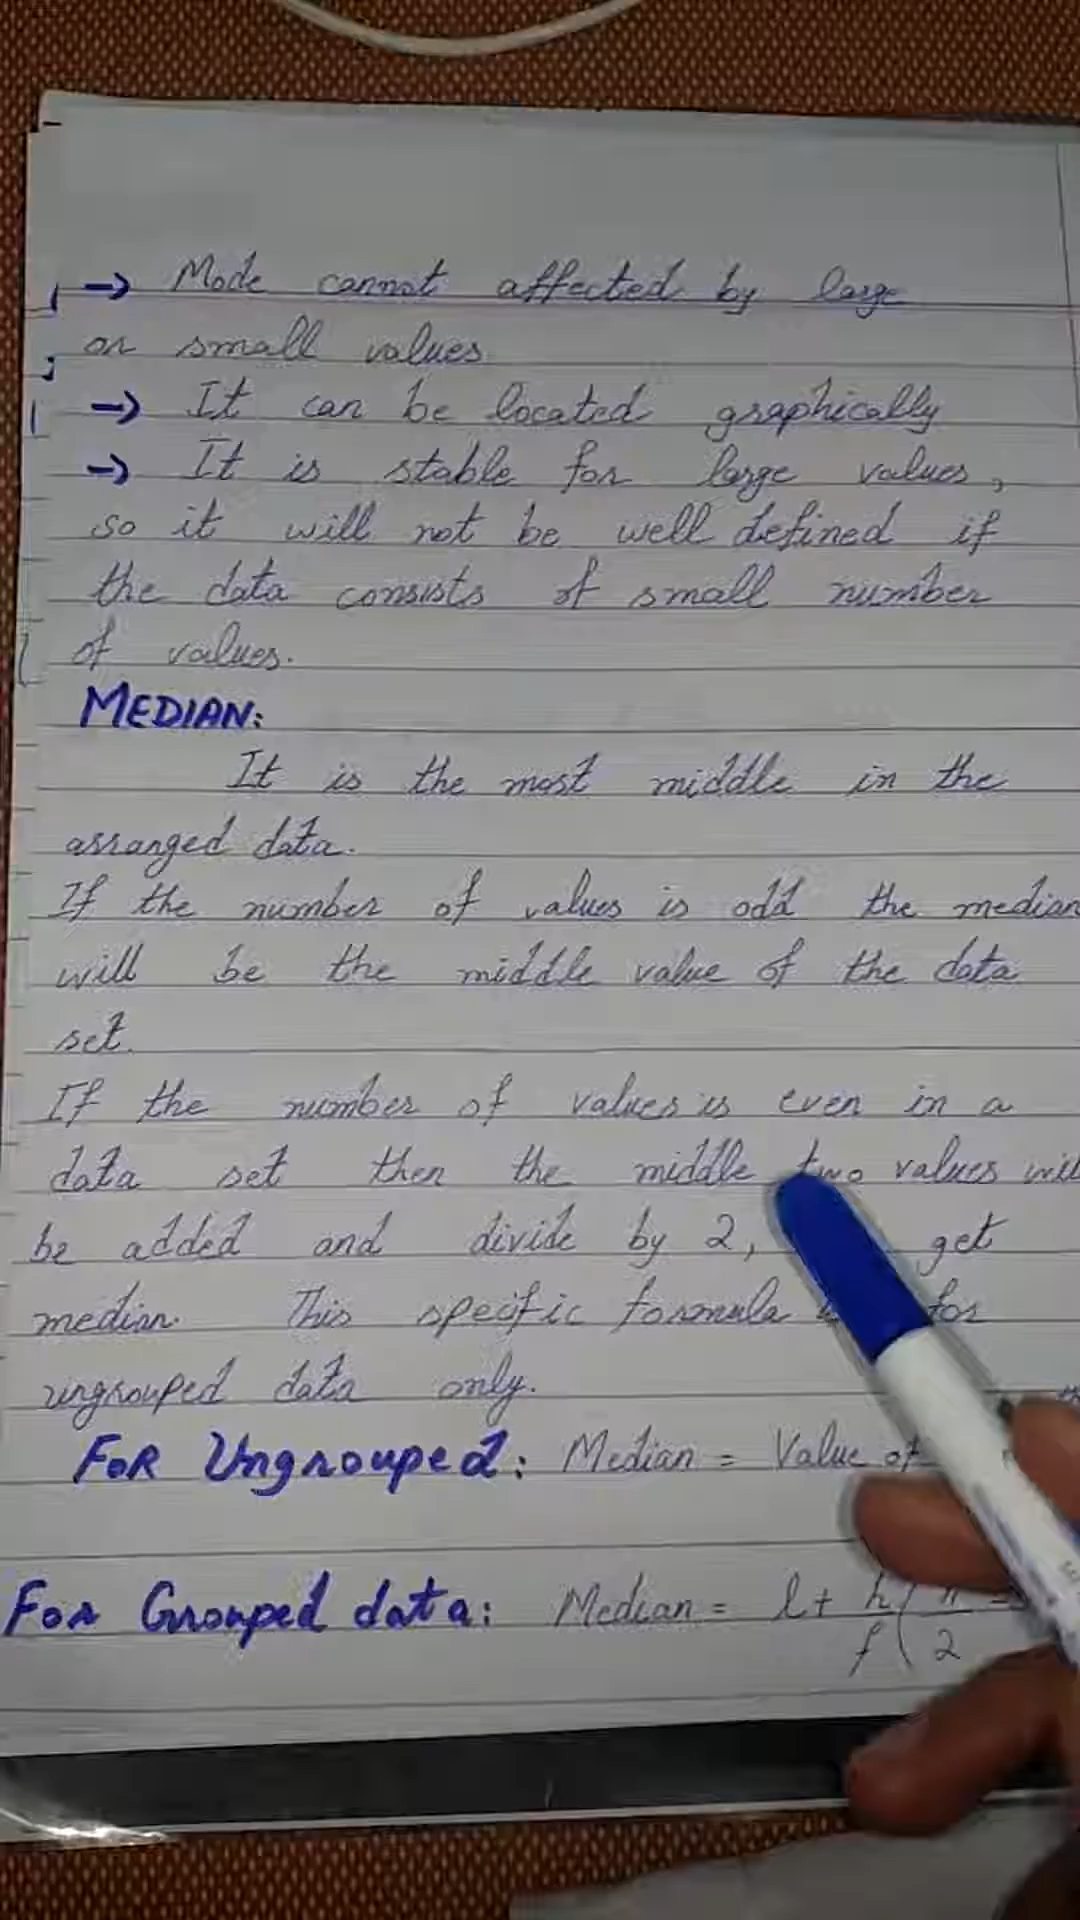 → Mode cannot affected by large
or small values
→ It can be located graphically
→ It is stable for large values,
so it will not be well defined if
the data consists of small number
of values.
MEDIAN:
It is the most middle in the
arranged data.
If the number of values is odd the median
will be the middle value of the data
set.
If the number of values is even in a
data set then the middle two values will
be added and divide by 2, get
median. This specific formula for
ungrouped data only.
FOR Ungrouped: Median = Value of
For Grouped data: Median = l + h/f ( n/2 -